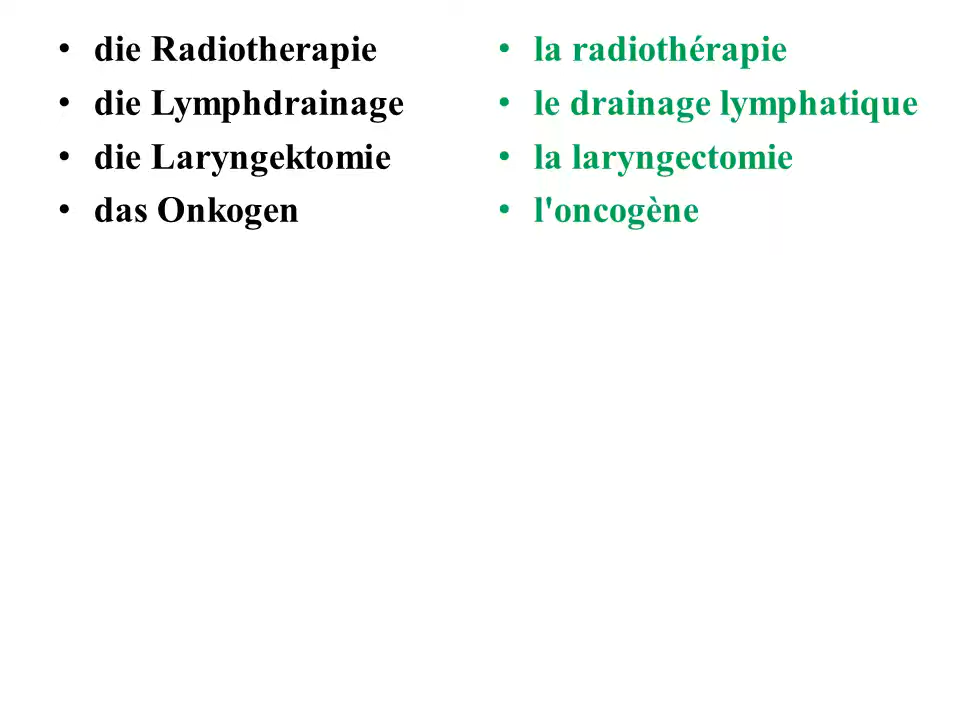 • die Radiotherapie
• die Lymphdrainage
• die Laryngektomie
• das Onkogen
• la radiothérapie
• le drainage lymphatique
• la laryngectomie
• l'oncogène